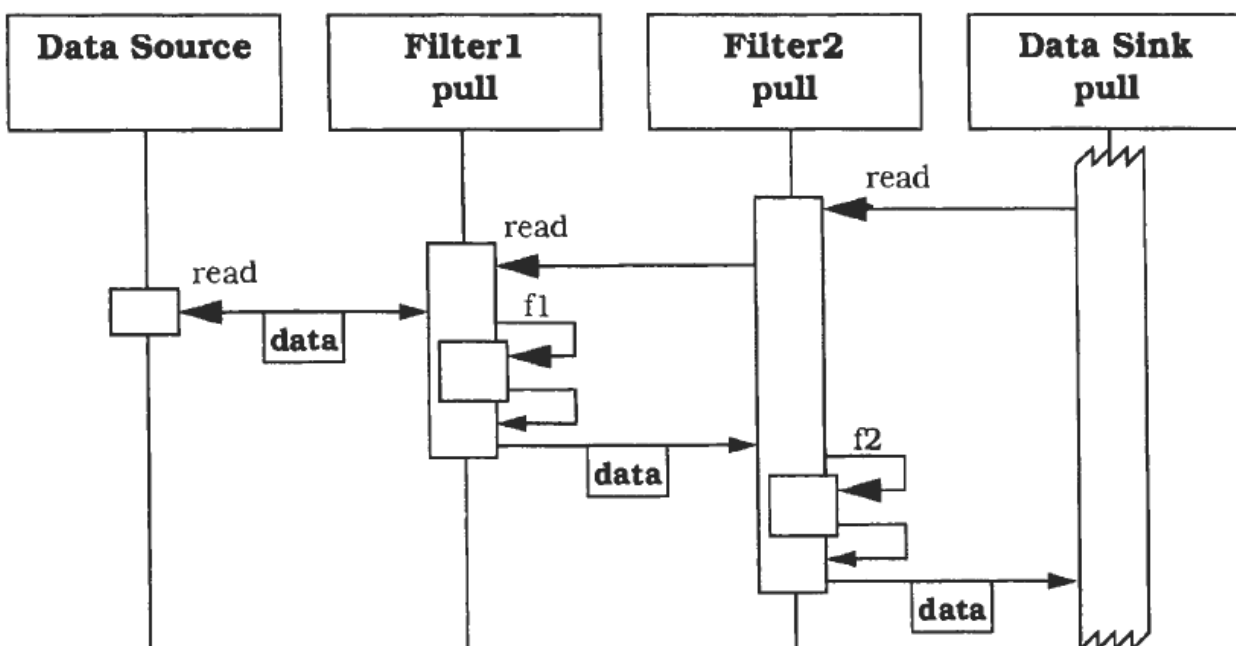 Data Source
Filter1
pull
Filter2
pull
Data Sink
pull
read
read
read
data
f1
data
f2
data